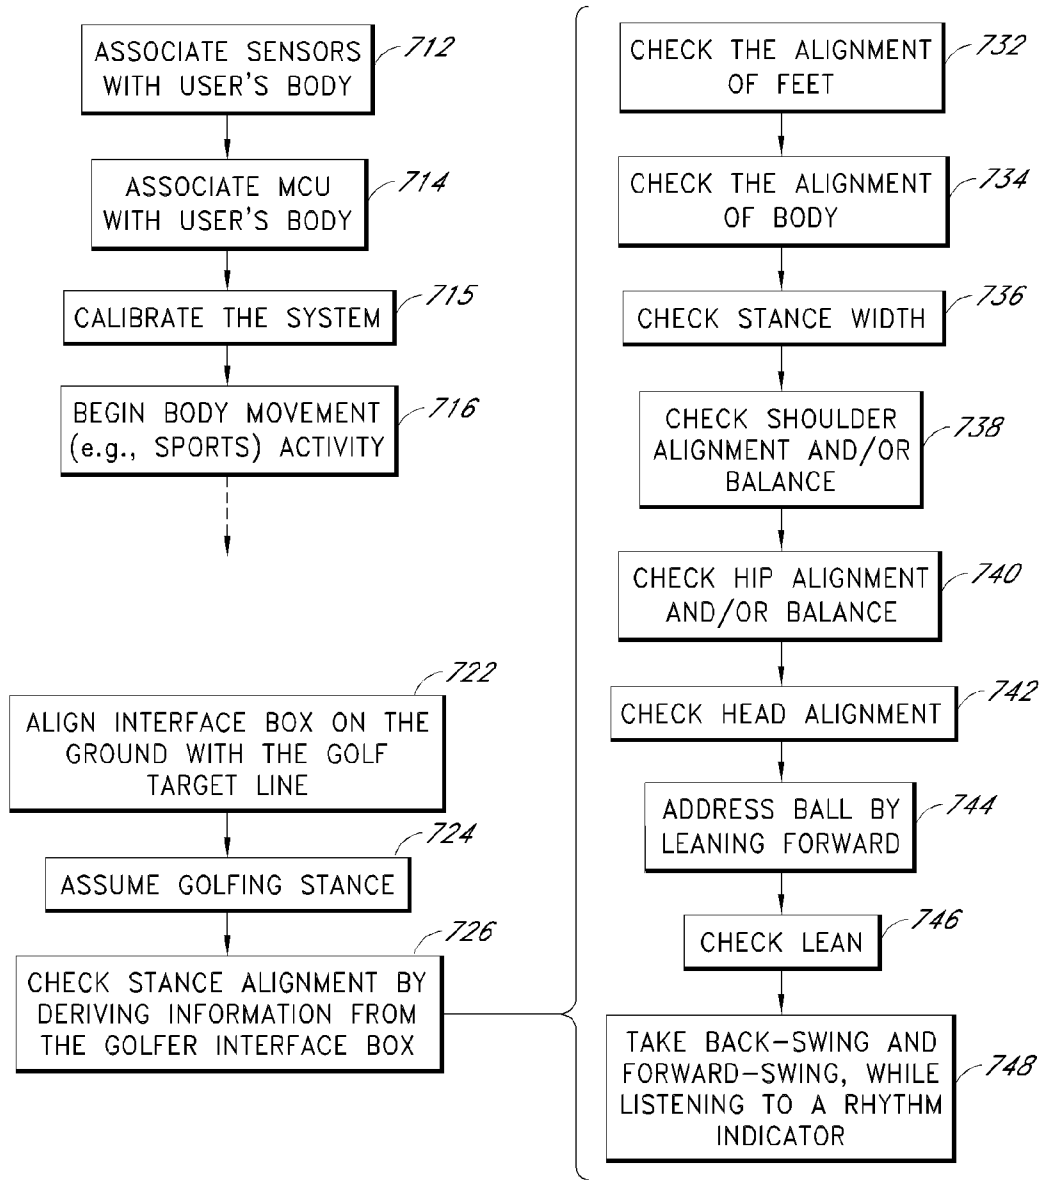 ASSOCIATE SENSORS
WITH USER'S BODY
712
ASSOCIATE MCU
WITH USER'S BODY
714
CALIBRATE THE SYSTEM
715
BEGIN BODY MOVEMENT
(e.g., SPORTS) ACTIVITY
716
ALIGN INTERFACE BOX ON THE
GROUND WITH THE GOLF
TARGET LINE
722
ASSUME GOLFING STANCE
724
CHECK STANCE ALIGNMENT BY
DERIVING INFORMATION FROM
THE GOLFER INTERFACE BOX
726
CHECK THE ALIGNMENT
OF FEET
732
CHECK THE ALIGNMENT
OF BODY
734
CHECK STANCE WIDTH
736
CHECK SHOULDER
ALIGNMENT AND/OR
BALANCE
738
CHECK HIP ALIGNMENT
AND/OR BALANCE
740
CHECK HEAD ALIGNMENT
742
ADDRESS BALL BY
LEANING FORWARD
744
CHECK LEAN
746
TAKE BACK-SWING AND
FORWARD-SWING, WHILE
LISTENING TO A RHYTHM
INDICATOR
748